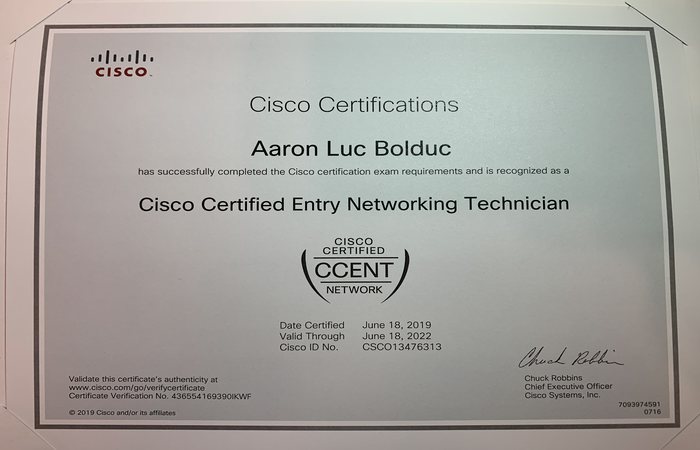 CISCO
Cisco Certifications
Aaron Luc Bolduc
has successfully completed the Cisco certification exam requirements and is recognized as a
Cisco Certified Entry Networking Technician
CISCO
CERTIFIED
CCENT
NETWORK
Date Certified June 18, 2019
Valid Through June 18, 2022
Cisco ID No. CSCO13476313
Validate this certificate's authenticity at
www.cisco.com/go/verifycertificate
Certificate Verification No. 436554169390IKWF
© 2019 Cisco and/or its affiliates
Chuck Robbins
Chuck Robbins
Chief Executive Officer
Cisco Systems, Inc.
7093974591
0716